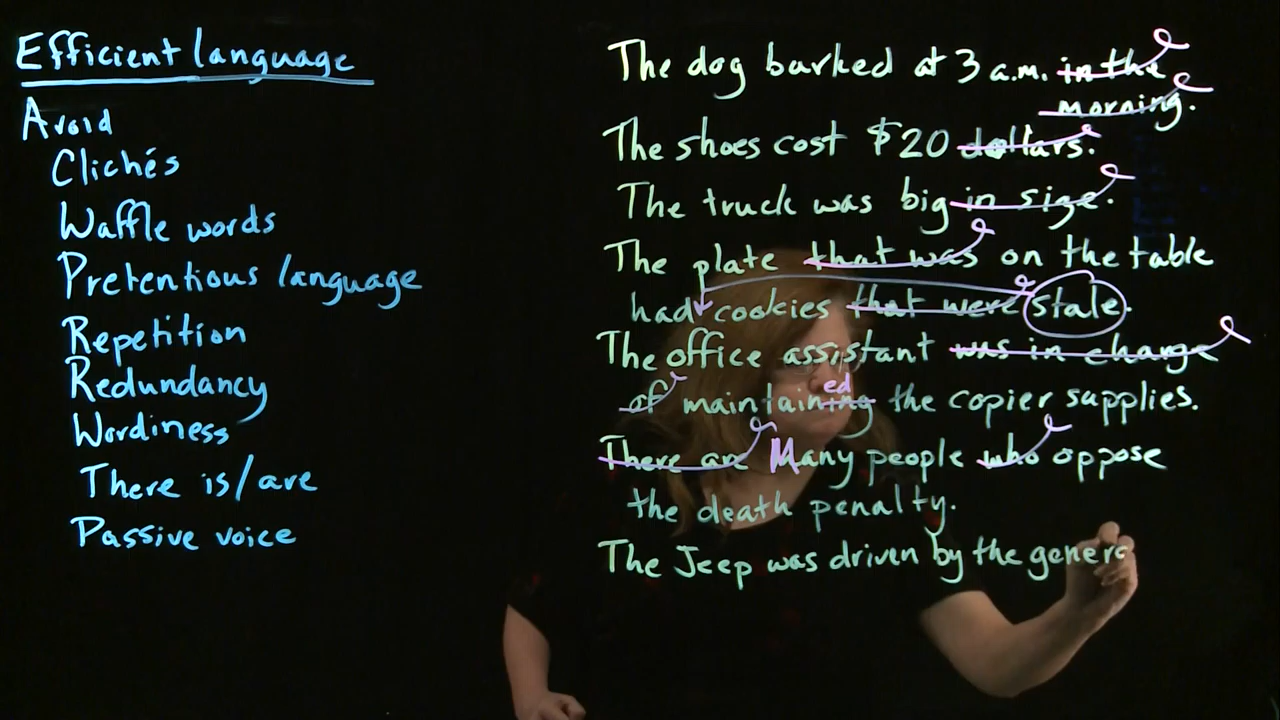 Efficient language
Avoid
Clichés
Waffle words
Pretentious language
Repetition
Redundancy
Wordiness
There is/are
Passive voice
The dog barked at 3 a.m. in the
morning.
The shoes cost $20 dollars.
The truck was big in size.
The plate that was on the table
had cookies that were stale.
The office assistant was in charge
of maintaining ed the copier supplies.
There are Many people who oppose
the death penalty.
The Jeep was driven by the genera